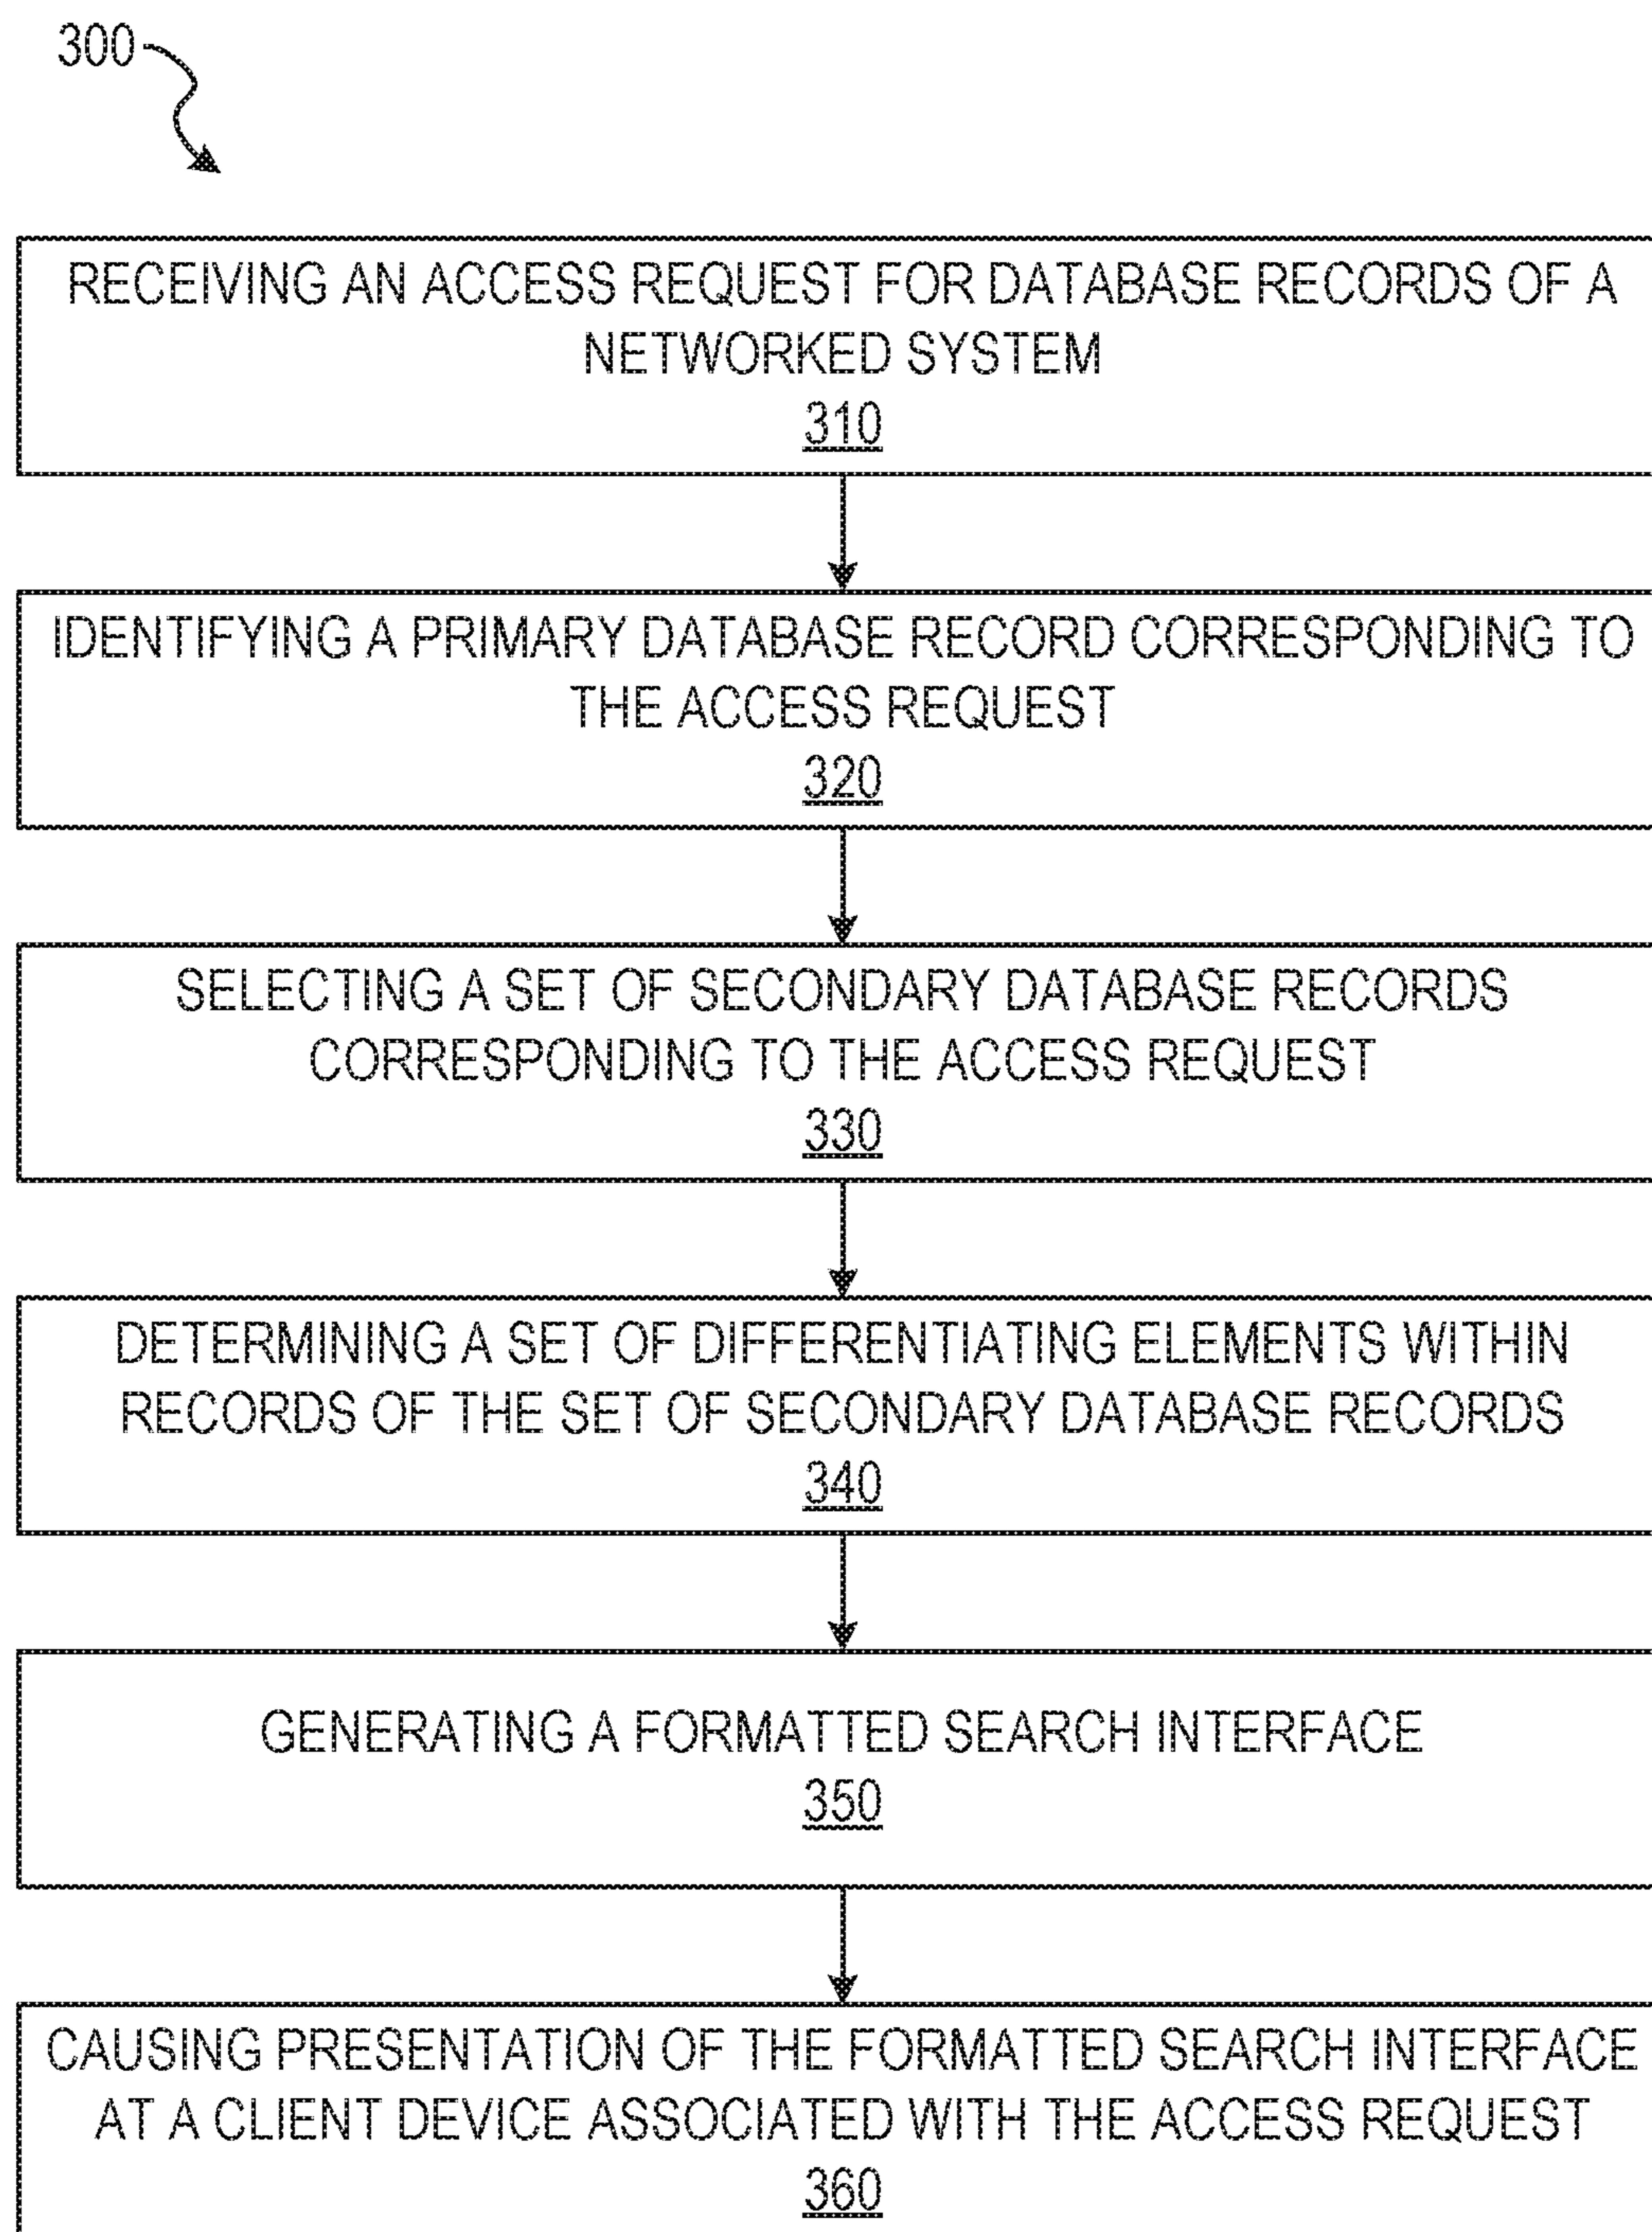 300
RECEIVING AN ACCESS REQUEST FOR DATABASE RECORDS OF A
NETWORKED SYSTEM
310
IDENTIFYING A PRIMARY DATABASE RECORD CORRESPONDING TO
THE ACCESS REQUEST
320
SELECTING A SET OF SECONDARY DATABASE RECORDS
CORRESPONDING TO THE ACCESS REQUEST
330
DETERMINING A SET OF DIFFERENTIATING ELEMENTS WITHIN
RECORDS OF THE SET OF SECONDARY DATABASE RECORDS
340
GENERATING A FORMATTED SEARCH INTERFACE
350
CAUSING PRESENTATION OF THE FORMATTED SEARCH INTERFACE
AT A CLIENT DEVICE ASSOCIATED WITH THE ACCESS REQUEST
360